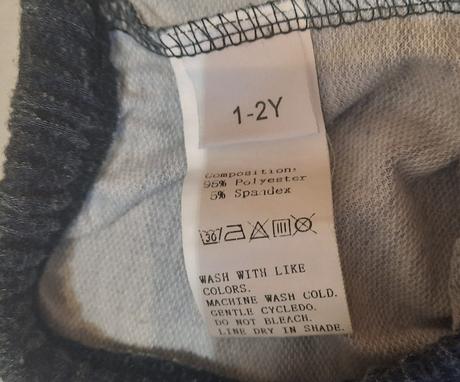 1-2Y
Composition:
95% Polyester
5% Spandex
30
WASH WITH LIKE
COLORS.
MACHINE WASH COLD.
GENTLE CYCLEDO.
DO NOT BLEACH.
LINE DRY IN SHADE.